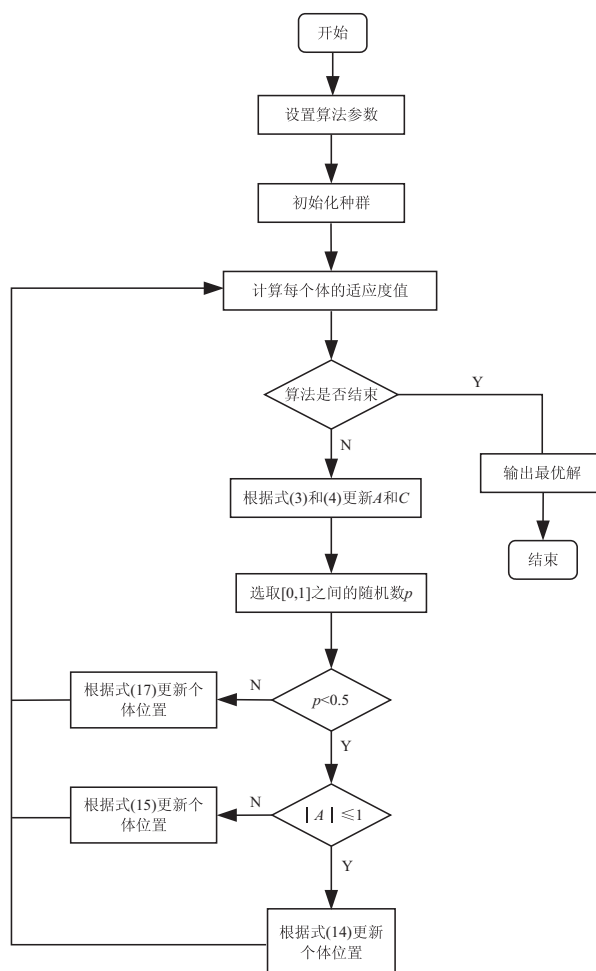 开始
设置算法参数
初始化种群
计算每个体的适应度值
算法是否结束
Y
N
输出最优解
根据式(3)和(4)更新A和C
结束
选取[0,1]之间的随机数p
根据式(17)更新个
体位置
N
p<0.5
Y
根据式(15)更新个
体位置
N
|A|≤1
Y
根据式(14)更新
个体位置